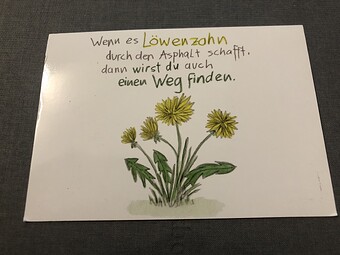 Wenn es Löwenzahn
durch den Asphalt schafft,
dann wirst du auch
einen Weg finden.